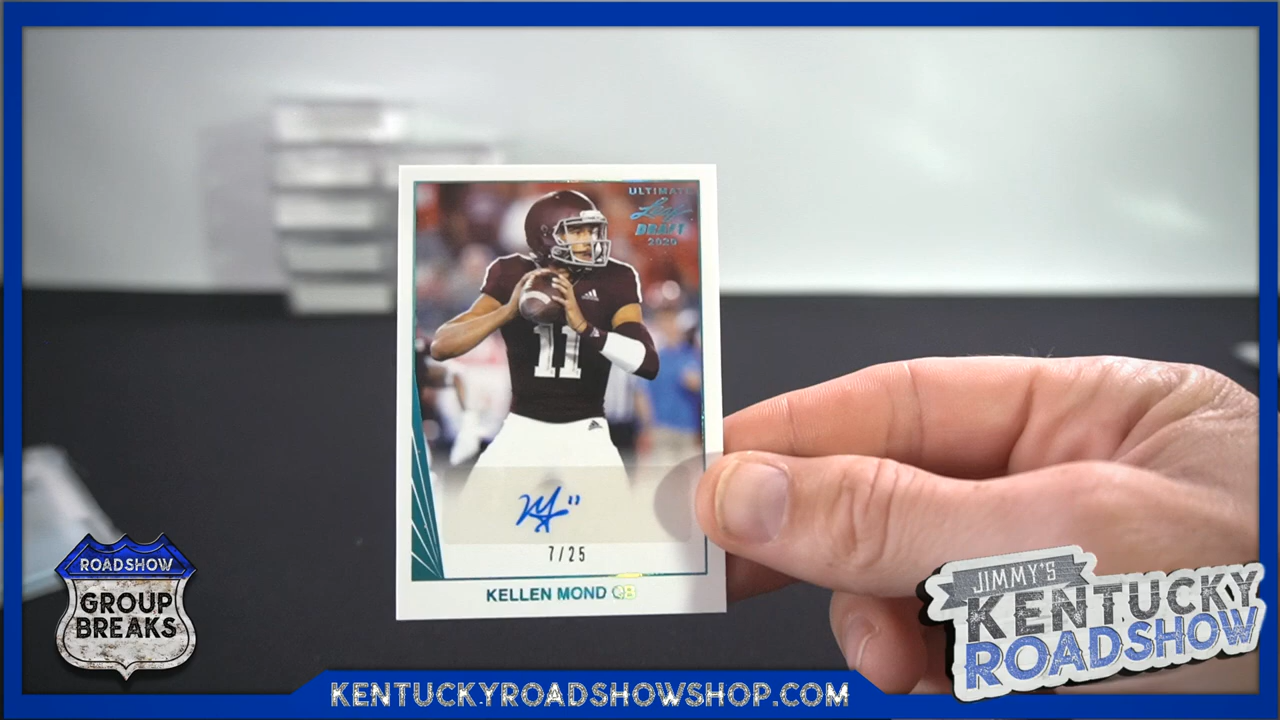 ULTIMATE
Leaf
DRAFT
2020
11
7/25
KELLEN MOND QB
ROADSHOW
GROUP
BREAKS
JIMMY'S
KENTUCKY
ROADSHOW
KENTUCKYROADSHOWSHOP.COM